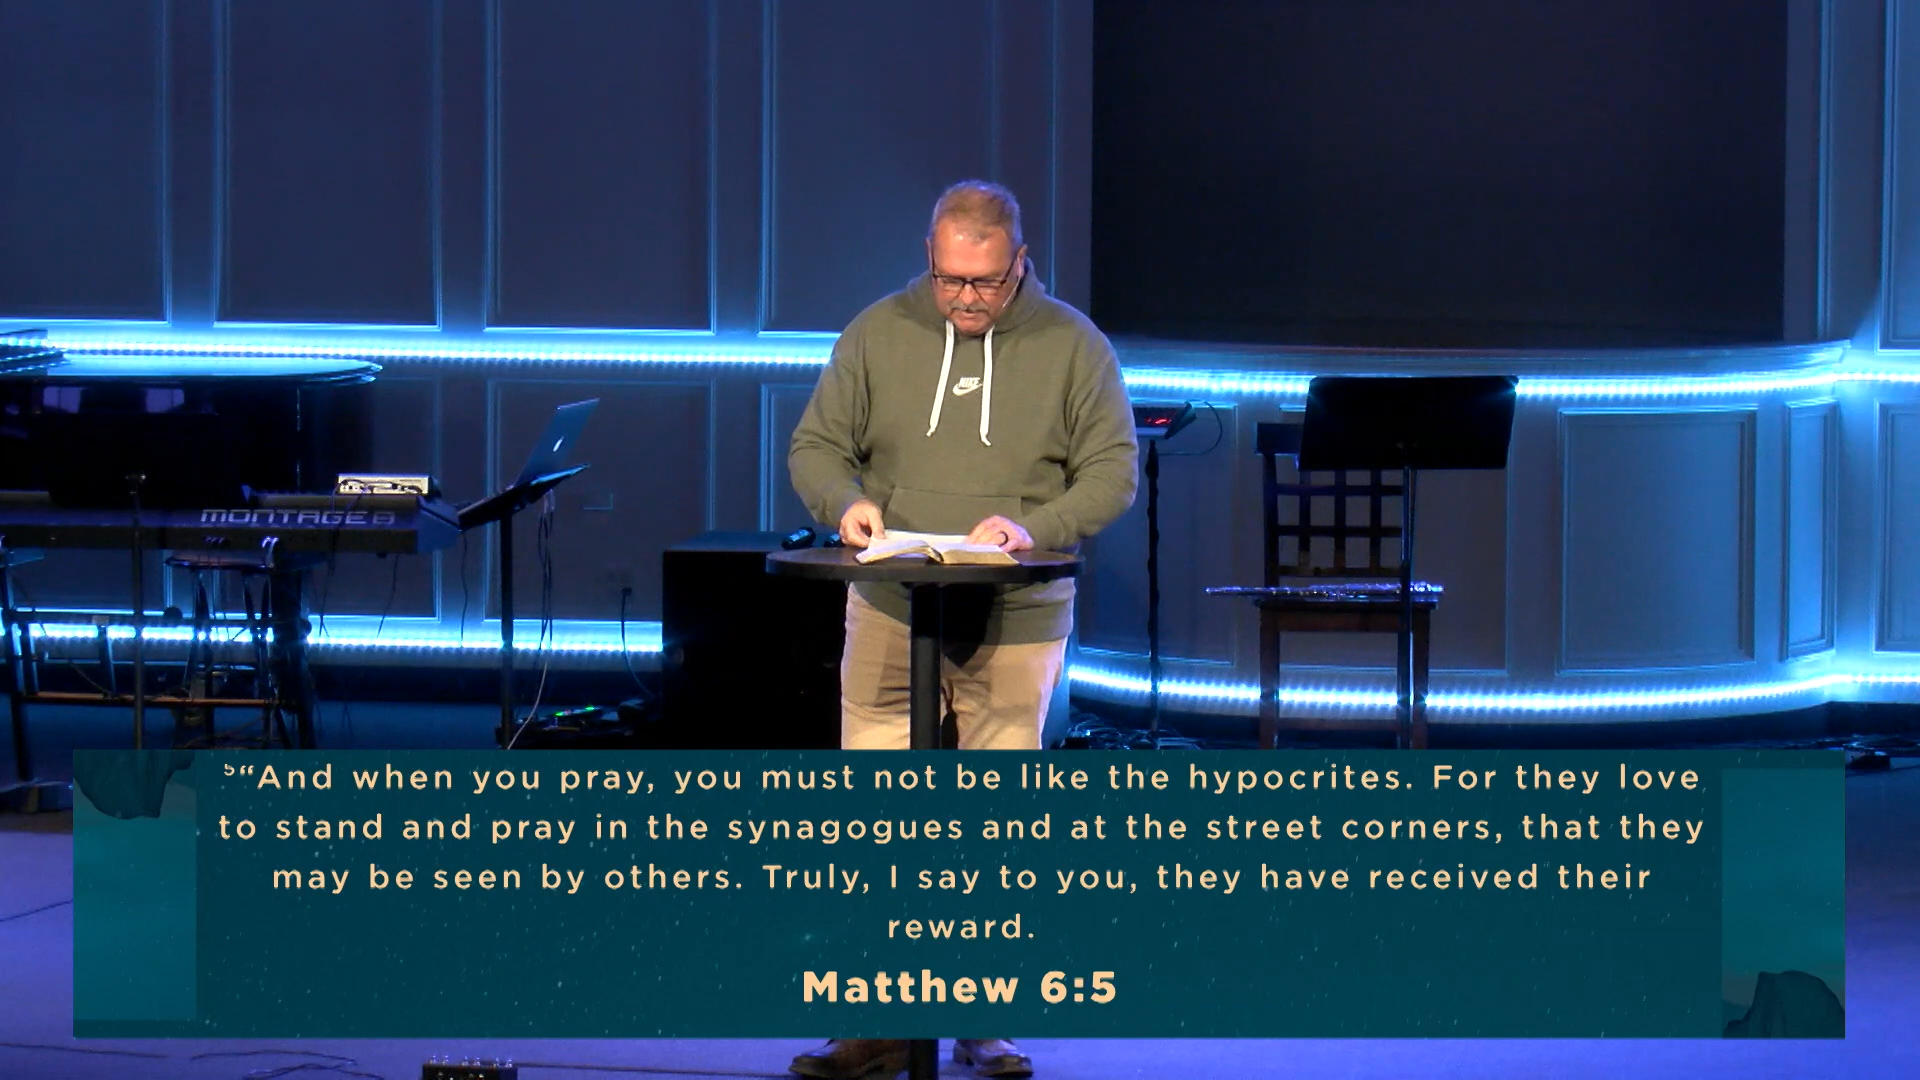 NIKE
MONTAGE 8
⁵“And when you pray, you must not be like the hypocrites. For they love
to stand and pray in the synagogues and at the street corners, that they
may be seen by others. Truly, I say to you, they have received their
reward.
Matthew 6:5